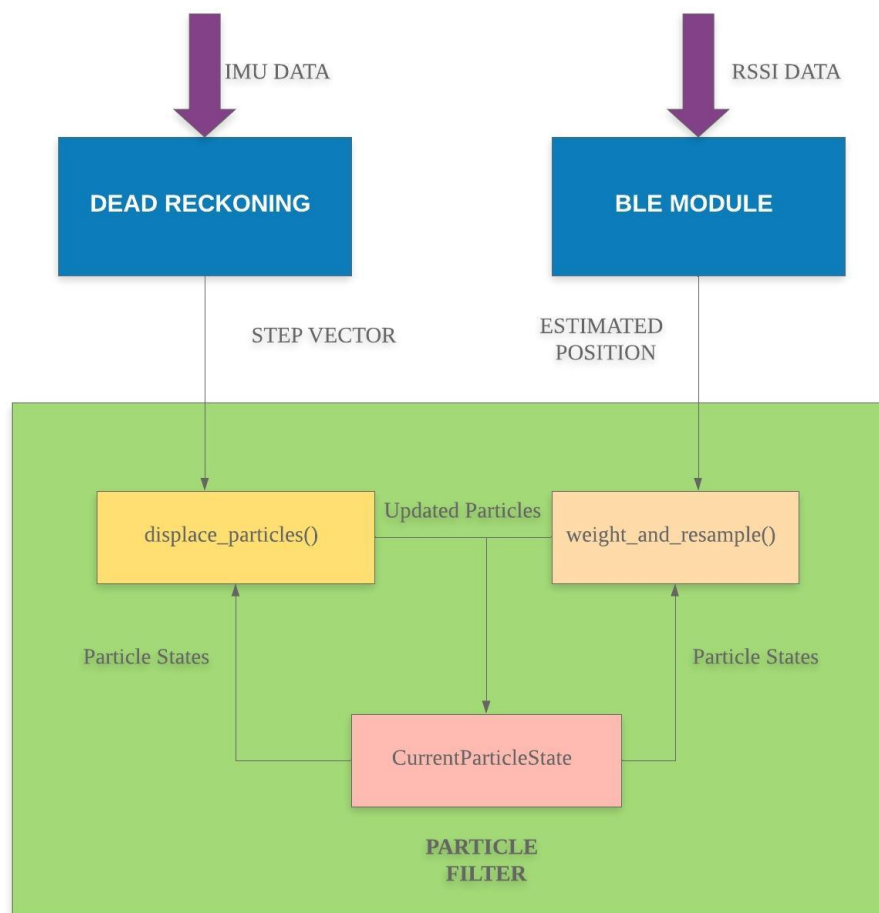 IMU DATA
RSSI DATA
DEAD RECKONING
BLE MODULE
STEP VECTOR
ESTIMATED
POSITION
displace_particles()
Updated Particles
weight_and_resample()
Particle States
Particle States
CurrentParticleState
PARTICLE
FILTER